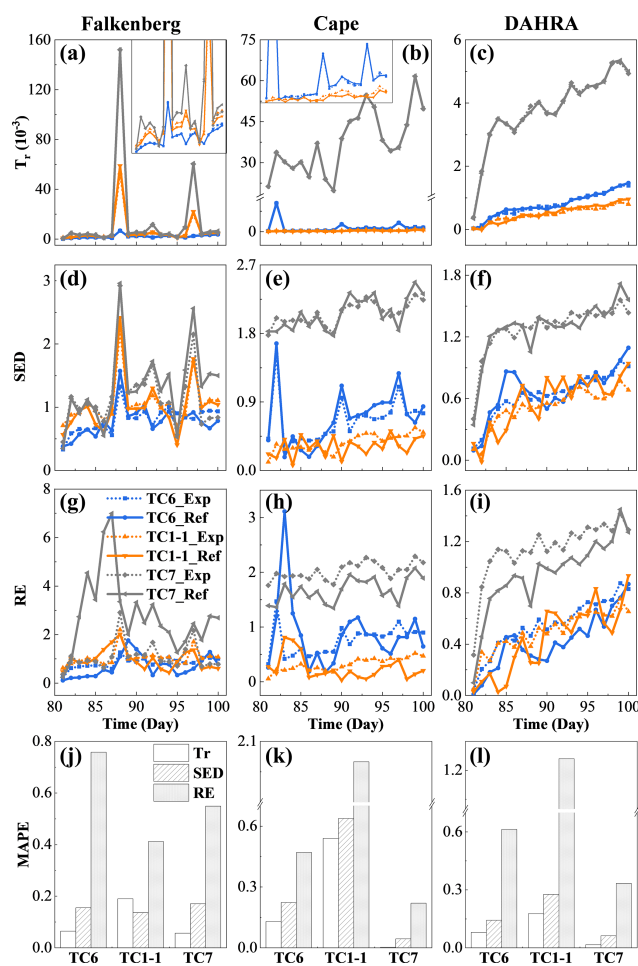 Falkenberg Cape DAHRA
(a) (b) (c)
160 120 80 40 0
75 60 45 30 0
6 4 2 0
Tr (10⁻³)
(d) (e) (f)
3 2 1 0
2.7 1.8 0.9 0.0
1.8 1.2 0.6 0.0
SED
(g) (h) (i)
8 6 4 2 0
3 2 1 0
1.6 1.2 0.8 0.4 0.0
RE
TC6_Exp
TC6_Ref
TC1-1_Exp
TC1-1_Ref
TC7_Exp
TC7_Ref
80 85 90 95 100 80 85 90 95 100 80 85 90 95 100
Time (Day) Time (Day) Time (Day)
(j) (k) (l)
Tr
SED
RE
0.8 0.6 0.4 0.2 0.0
2.1 0.6 0.3 0.0
1.2 0.6 0.3 0.0
MAPE
TC6 TC1-1 TC7 TC6 TC1-1 TC7 TC6 TC1-1 TC7